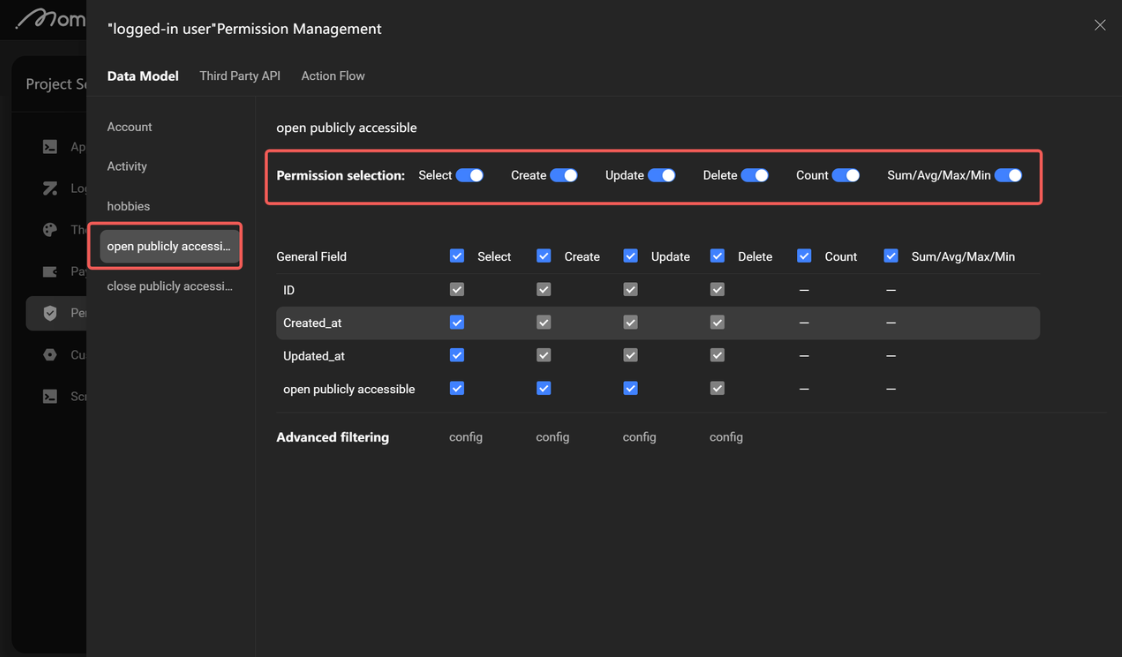 Mom
"logged-in user"Permission Management
Data Model Third Party API Action Flow
Project Se
Account
Activity
hobbies
open publicly accessi...
close publicly accessi...
Ap
Lo
Th
Pa
Pe
Cu
Sc
open publicly accessible
Permission selection: Select Create Update Delete Count Sum/Avg/Max/Min
General Field Select Create Update Delete Count Sum/Avg/Max/Min
ID — —
Created_at — —
Updated_at — —
open publicly accessible — —
Advanced filtering config config config config